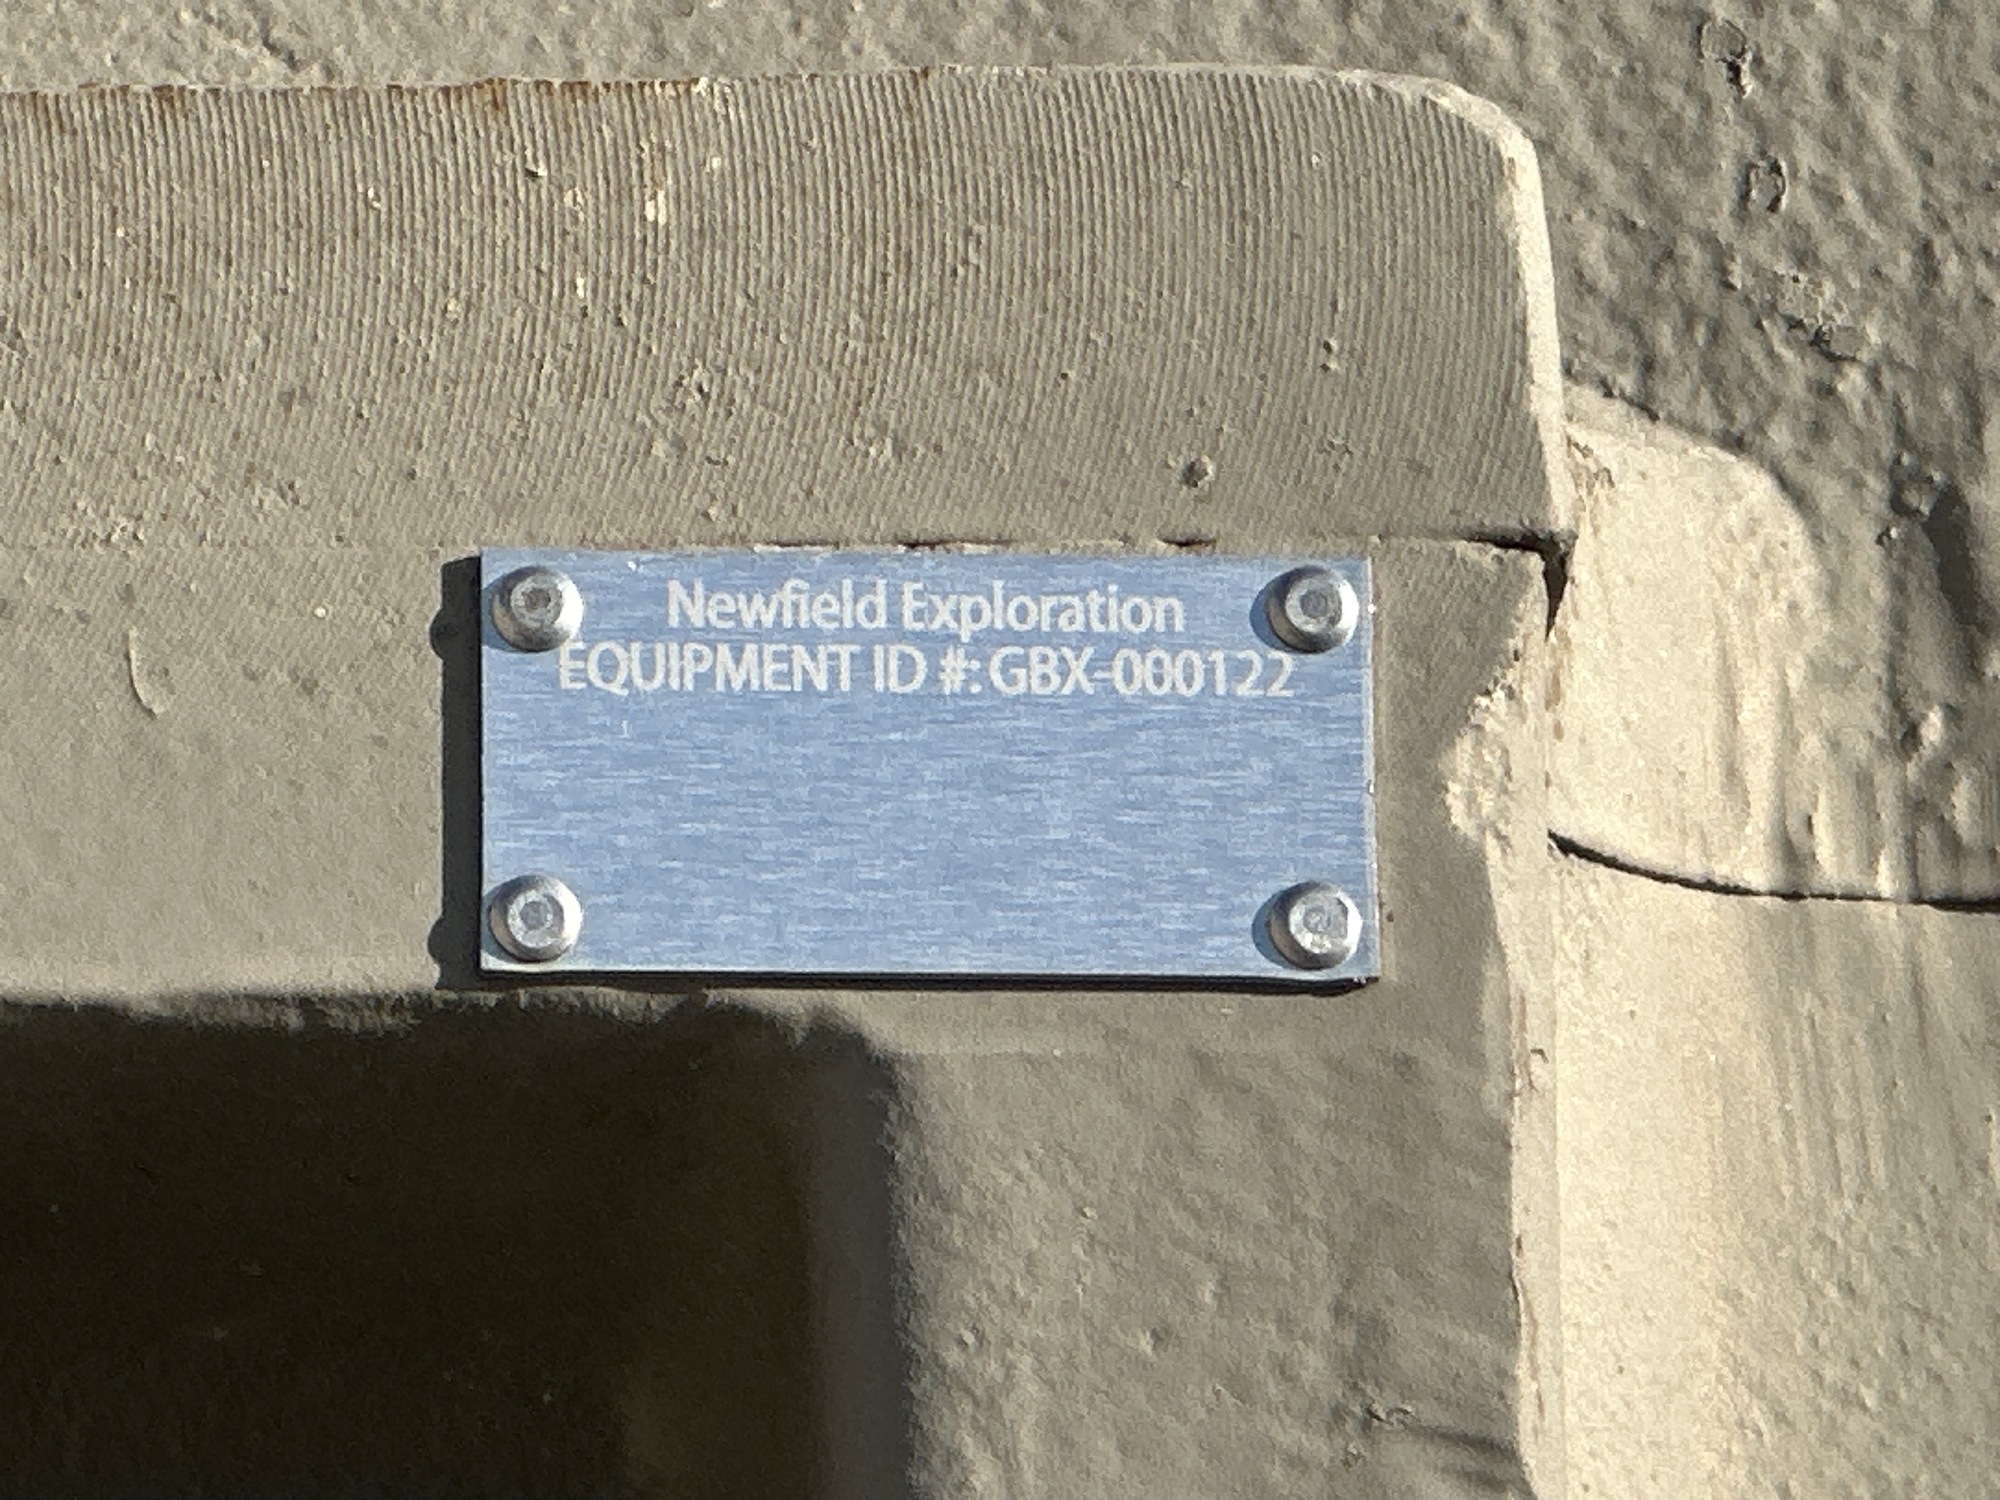 Newfield Exploration
EQUIPMENT ID #: GBX-000122